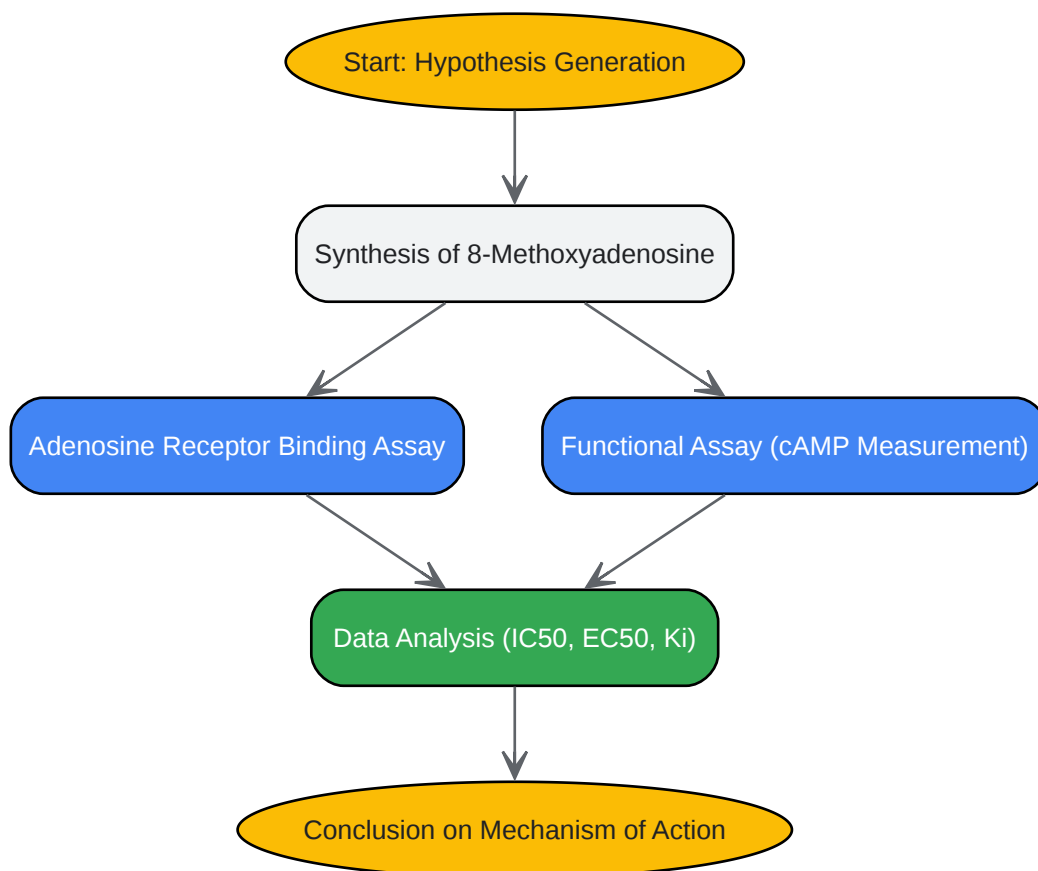 Start: Hypothesis Generation
Synthesis of 8-Methoxyadenosine
Adenosine Receptor Binding Assay
Functional Assay (cAMP Measurement)
Data Analysis (IC50, EC50, Ki)
Conclusion on Mechanism of Action